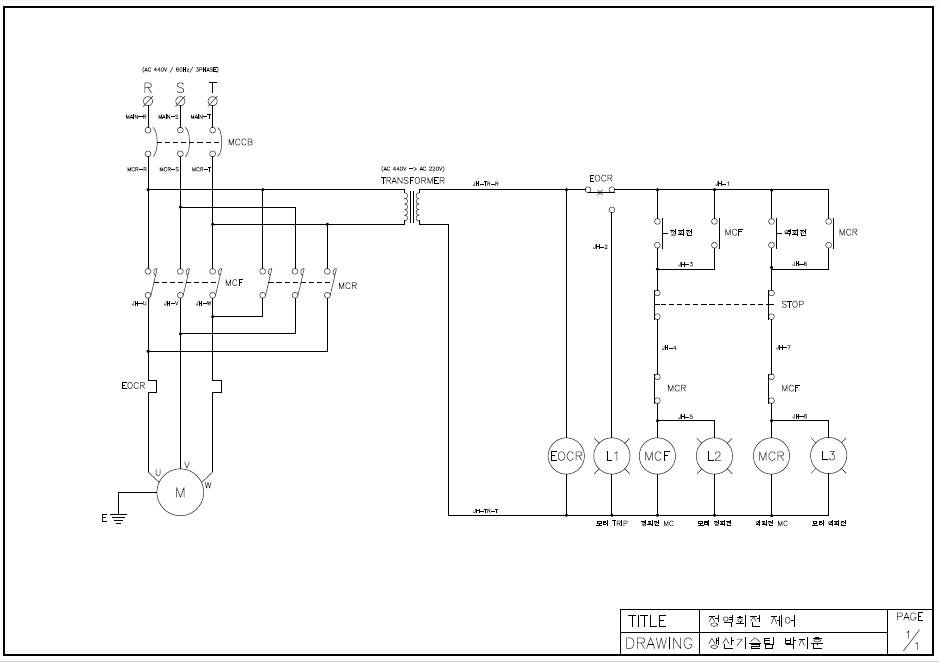 (AC 440V / 60Hz/ 3PHASE)
R S T
MAIN-R MAIN-S MAIN-T
MCCB
MCR-R MCR-S MCR-T
(AC 440V -> AC 220V)
TRANSFORMER
JH-TR-R
EOCR
JH-1
JH-2
정회전 MCF 역회전 MCR
JH-3 JH-6
MCF MCR
JH-U JH-V JH-W
STOP
JH-4 JH-7
EOCR
MCR MCF
JH-5 JH-8
EOCR L1 MCF L2 MCR L3
U V W
M
E
JH-TR-T
모터 TRIP 정회전 MC 모터 정회전 역회전 MC 모터 역회전
TITLE 정역회전 제어 PAGE
DRAWING 생산기술팀 박지훈 1/1